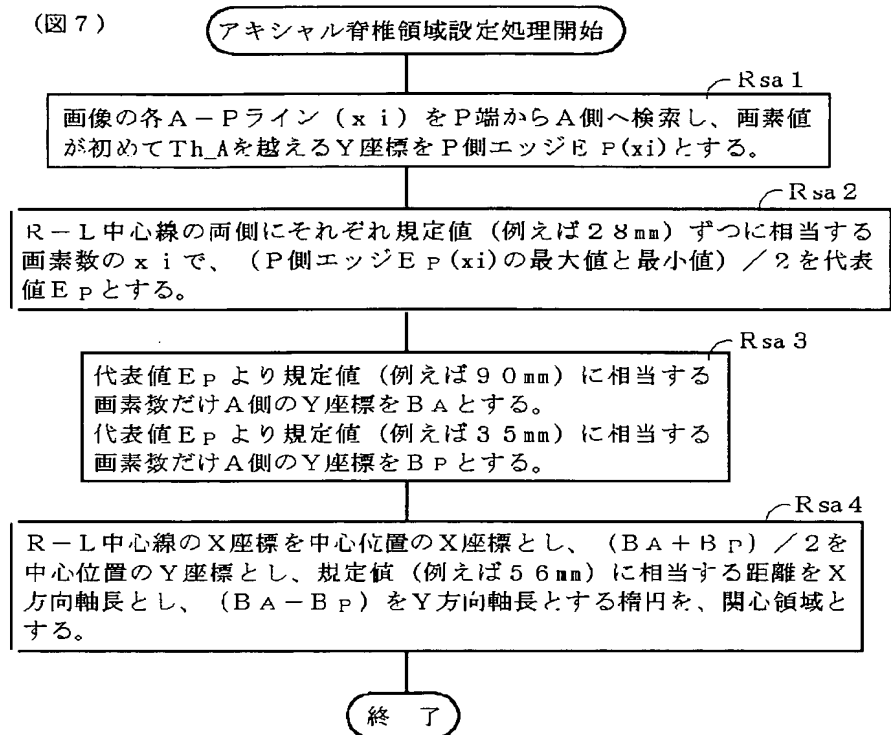 (図7)
アキシャル脊椎領域設定処理開始
Rsa1
画像の各A-Pライン(xi)をP端からA側へ検索し、画素値
が初めてTh_Aを越えるY座標をP側エッジEP(xi)とする。
Rsa2
R-L中心線の両側にそれぞれ規定値(例えば28mm)ずつに相当する
画素数のxiで、(P側エッジEP(xi)の最大値と最小値)/2を代表
値EPとする。
Rsa3
代表値EPより規定値(例えば90mm)に相当する
画素数だけA側のY座標をBAとする。
代表値EPより規定値(例えば35mm)に相当する
画素数だけA側のY座標をBPとする。
Rsa4
R-L中心線のX座標を中心位置のX座標とし、(BA+BP)/2を
中心位置のY座標とし、規定値(例えば56mm)に相当する距離をX
方向軸長とし、(BA-BP)をY方向軸長とする楕円を、関心領域と
する。
終 了